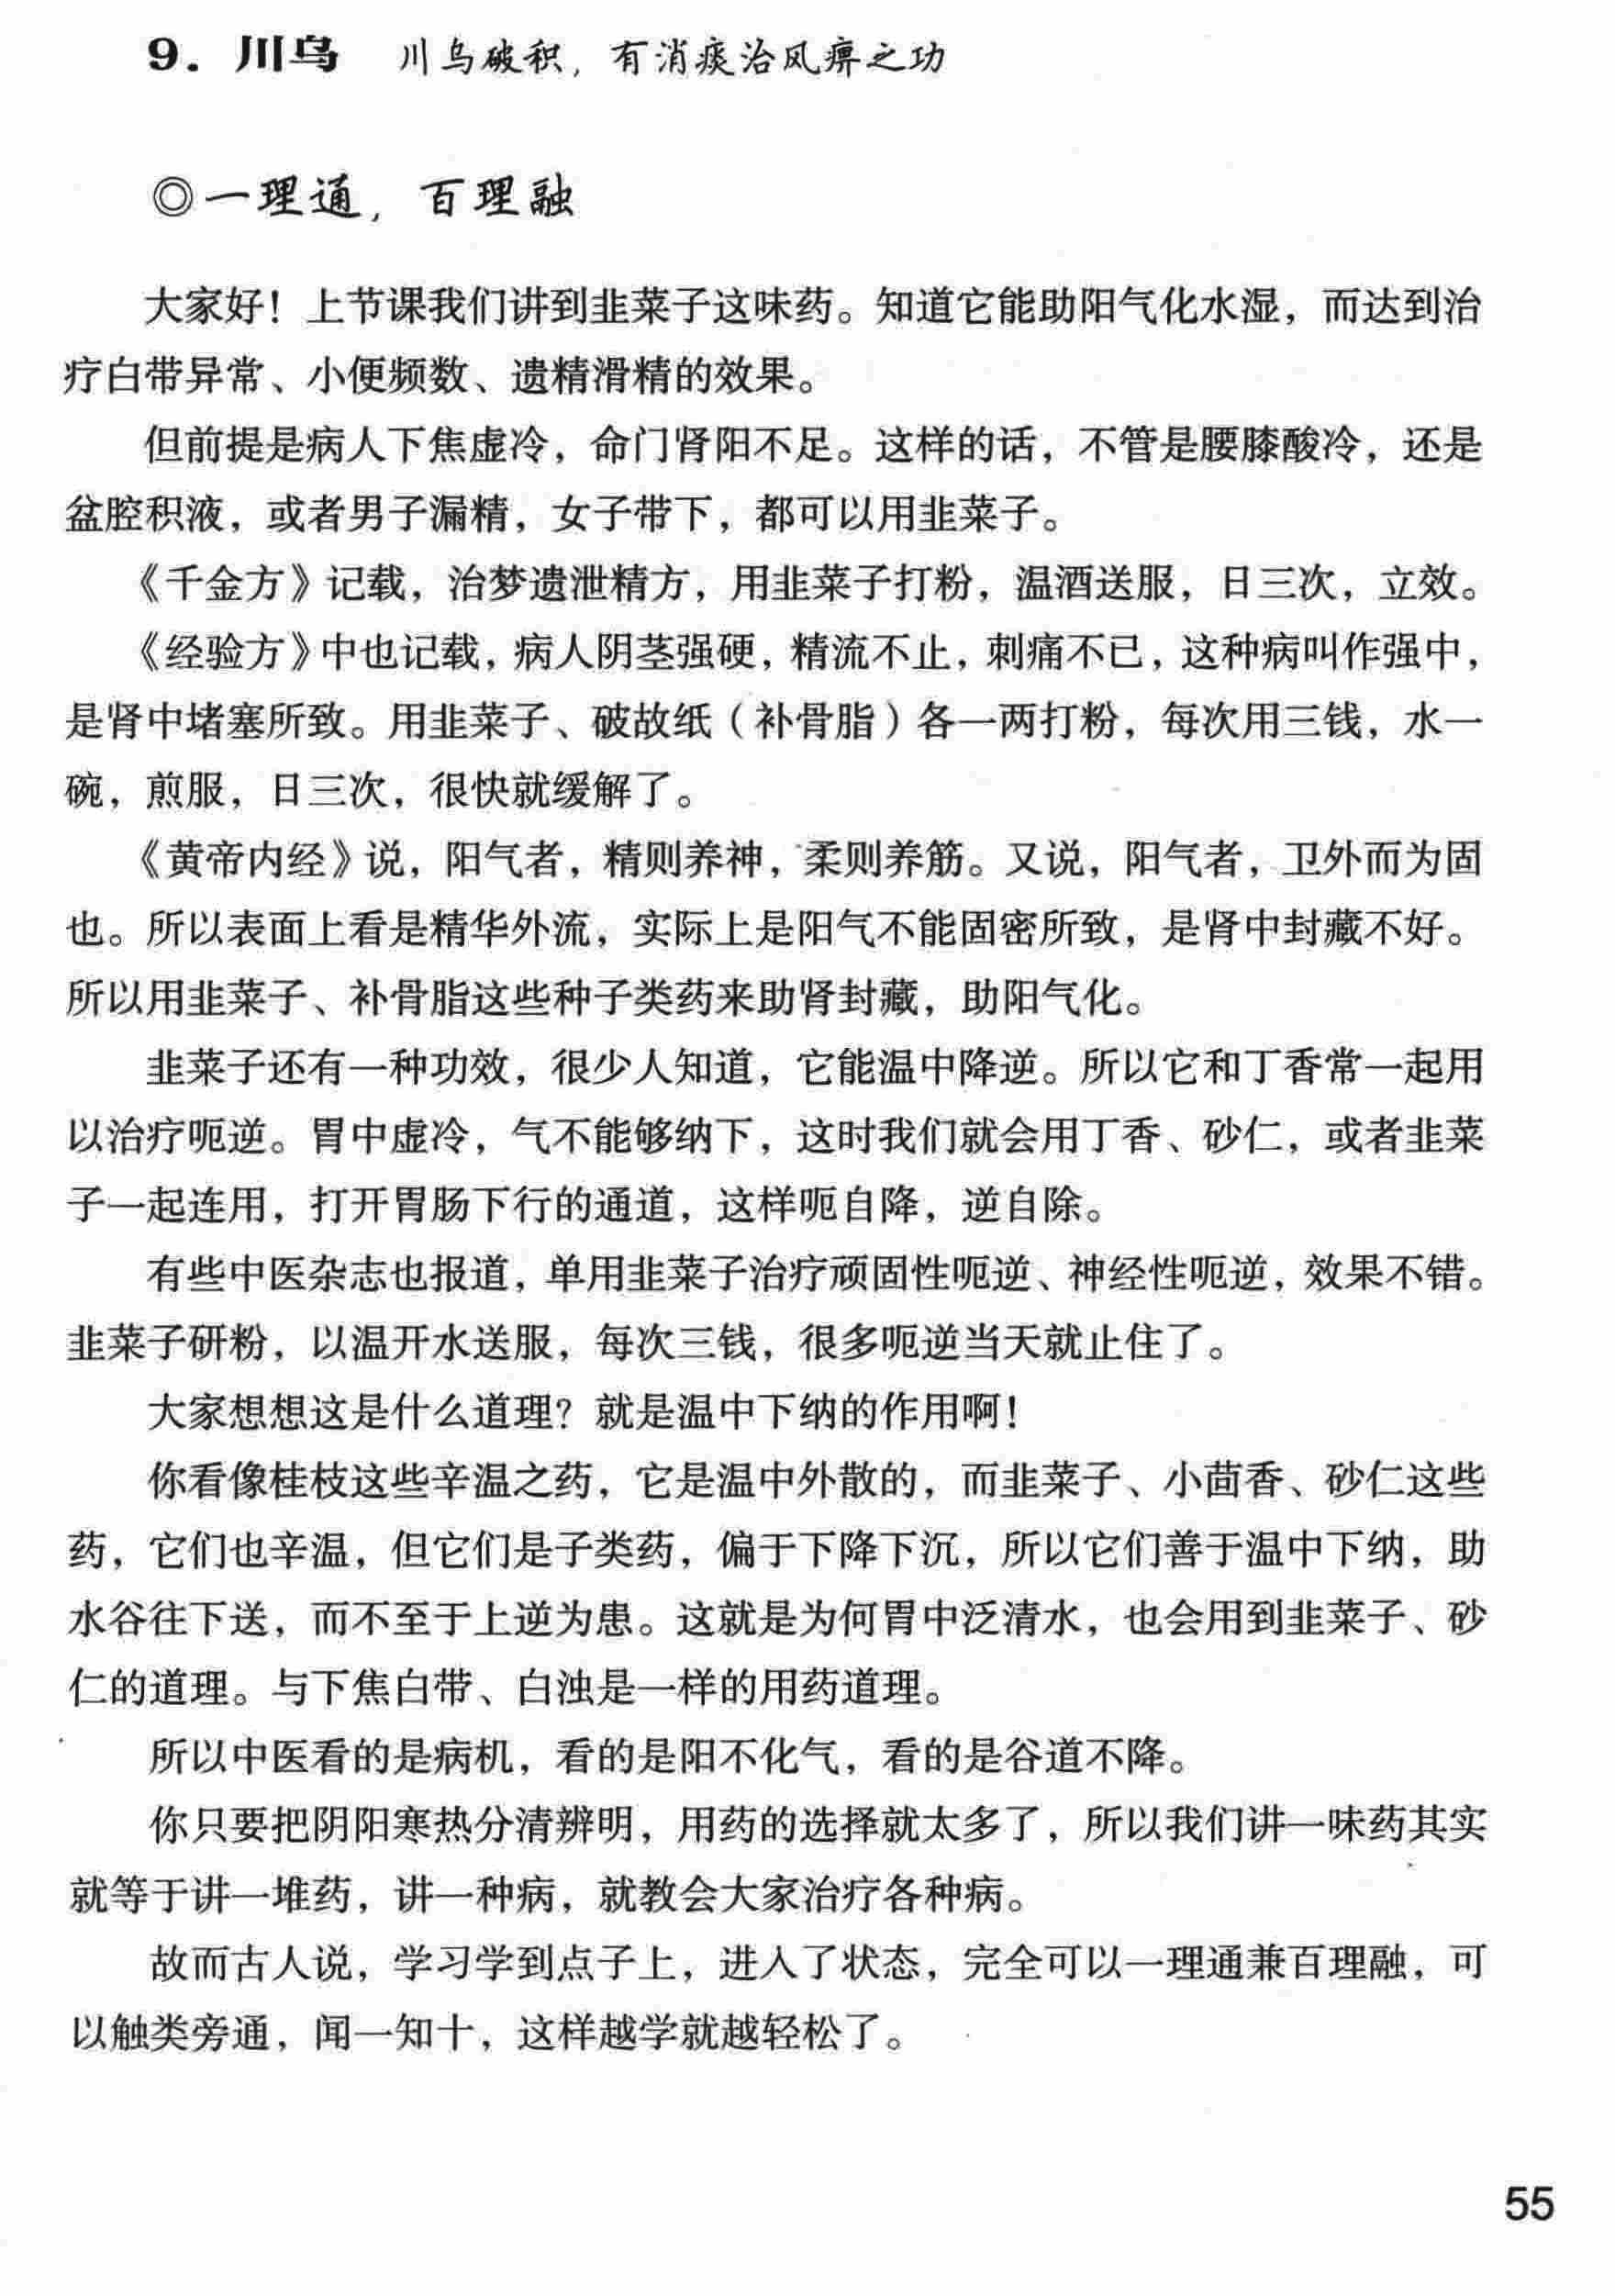 9. 川乌 川乌破积，有消痰治风痹之功
◎一理通，百理融
大家好！上节课我们讲到韭菜子这味药。知道它能助阳气化水湿，而达到治
疗白带异常、小便频数、遗精滑精的效果。
但前提是病人下焦虚冷，命门肾阳不足。这样的话，不管是腰膝酸冷，还是
盆腔积液，或者男子漏精，女子带下，都可以用韭菜子。
《千金方》记载，治梦遗泄精方，用韭菜子打粉，温酒送服，日三次，立效。
《经验方》中也记载，病人阴茎强硬，精流不止，刺痛不已，这种病叫作强中，
是肾中堵塞所致。用韭菜子、破故纸（补骨脂）各一两打粉，每次用三钱，水一
碗，煎服，日三次，很快就缓解了。
《黄帝内经》说，阳气者，精则养神，柔则养筋。又说，阳气者，卫外而为固
也。所以表面上看是精华外流，实际上是阳气不能固密所致，是肾中封藏不好。
所以用韭菜子、补骨脂这些种子类药来助肾封藏，助阳气化。
韭菜子还有一种功效，很少人知道，它能温中降逆。所以它和丁香常一起用
以治疗呃逆。胃中虚冷，气不能够纳下，这时我们就会用丁香、砂仁，或者韭菜
子一起连用，打开胃肠下行的通道，这样呃自降，逆自除。
有些中医杂志也报道，单用韭菜子治疗顽固性呃逆、神经性呃逆，效果不错。
韭菜子研粉，以温开水送服，每次三钱，很多呃逆当天就止住了。
大家想想这是什么道理？就是温中下纳的作用啊！
你看像桂枝这些辛温之药，它是温中外散的，而韭菜子、小茴香、砂仁这些
药，它们也辛温，但它们是子类药，偏于下降下沉，所以它们善于温中下纳，助
水谷往下送，而不至于上逆为患。这就是为何胃中泛清水，也会用到韭菜子、砂
仁的道理。与下焦白带、白浊是一样的用药道理。
所以中医看的是病机，看的是阳不化气，看的是谷道不降。
你只要把阴阳寒热分清辨明，用药的选择就太多了，所以我们讲一味药其实
就等于讲一堆药，讲一种病，就教会大家治疗各种病。
故而古人说，学习学到点子上，进入了状态，完全可以一理通兼百理融，可
以触类旁通，闻一知十，这样越学就越轻松了。
55